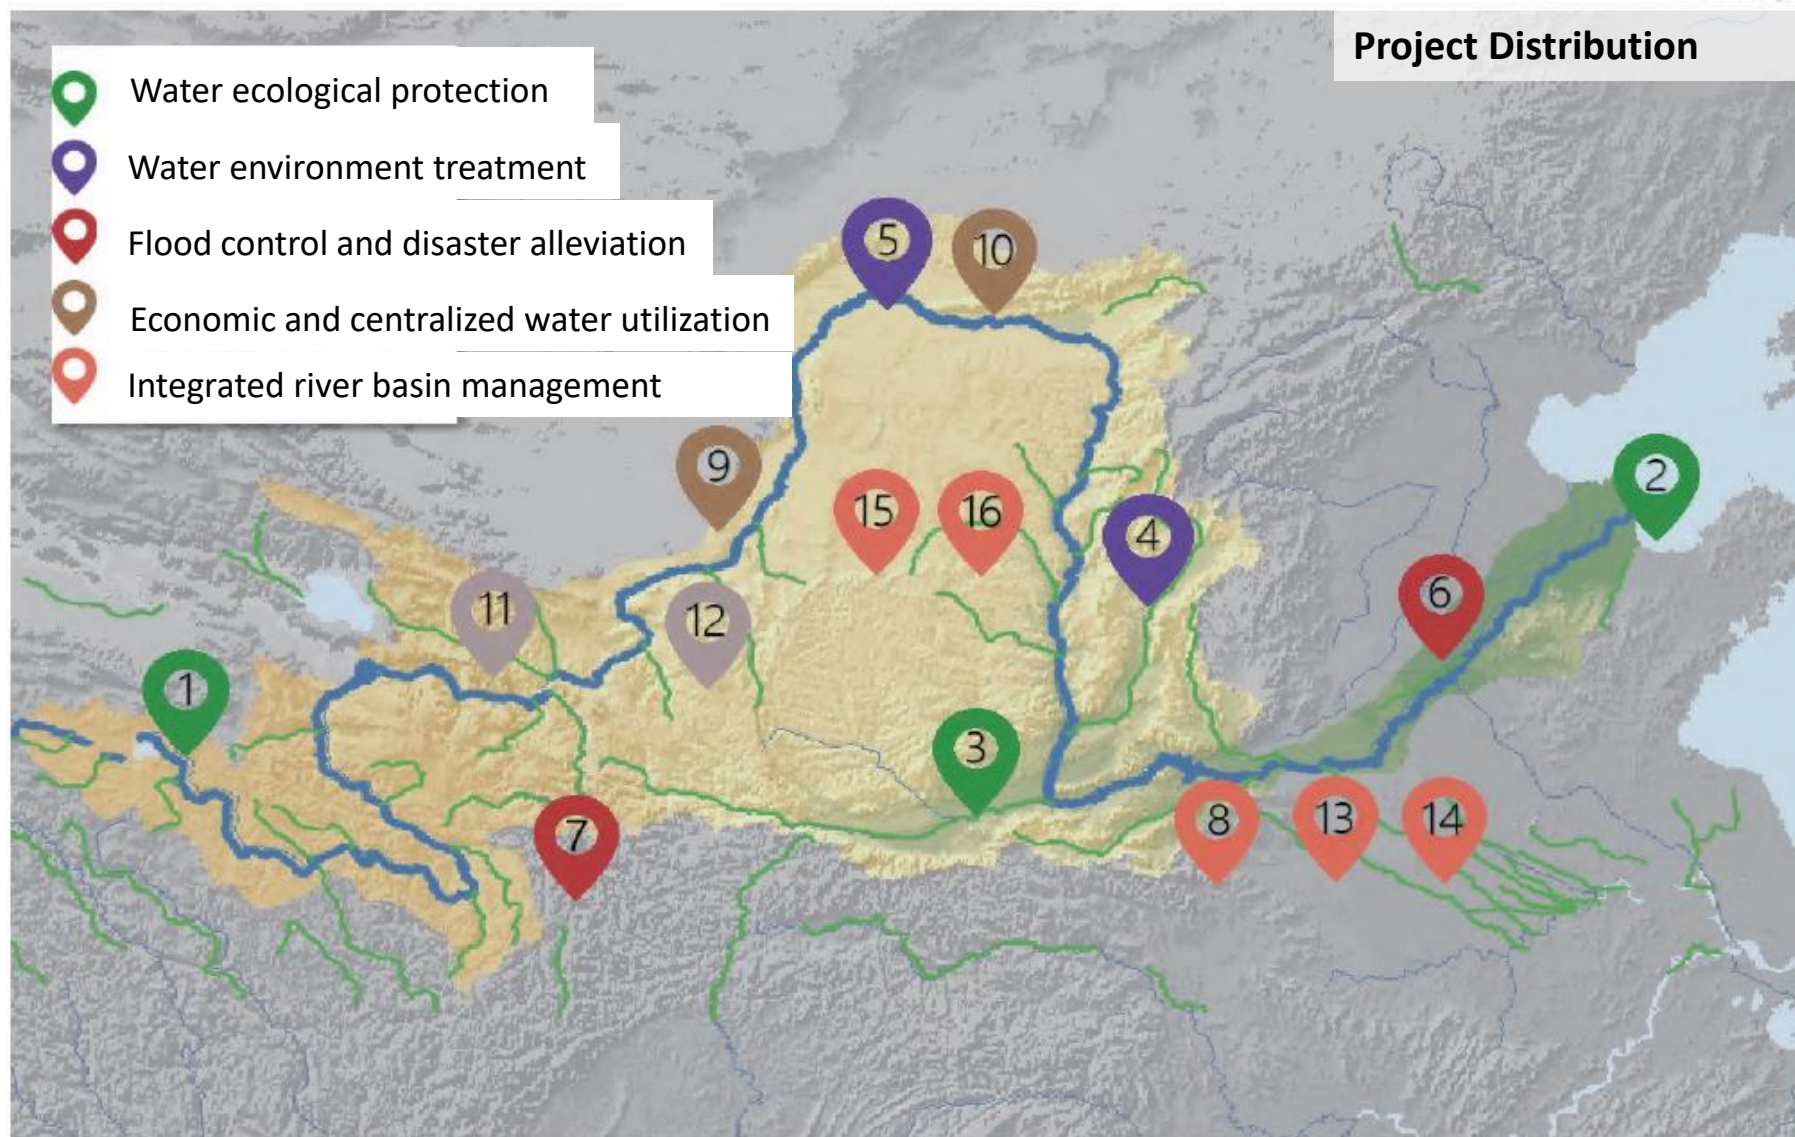 Project Distribution
Water ecological protection
Water environment treatment
Flood control and disaster alleviation
Economic and centralized water utilization
Integrated river basin management
5
10
9
2
15
16
4
6
11
12
1
3
7
8
13
14